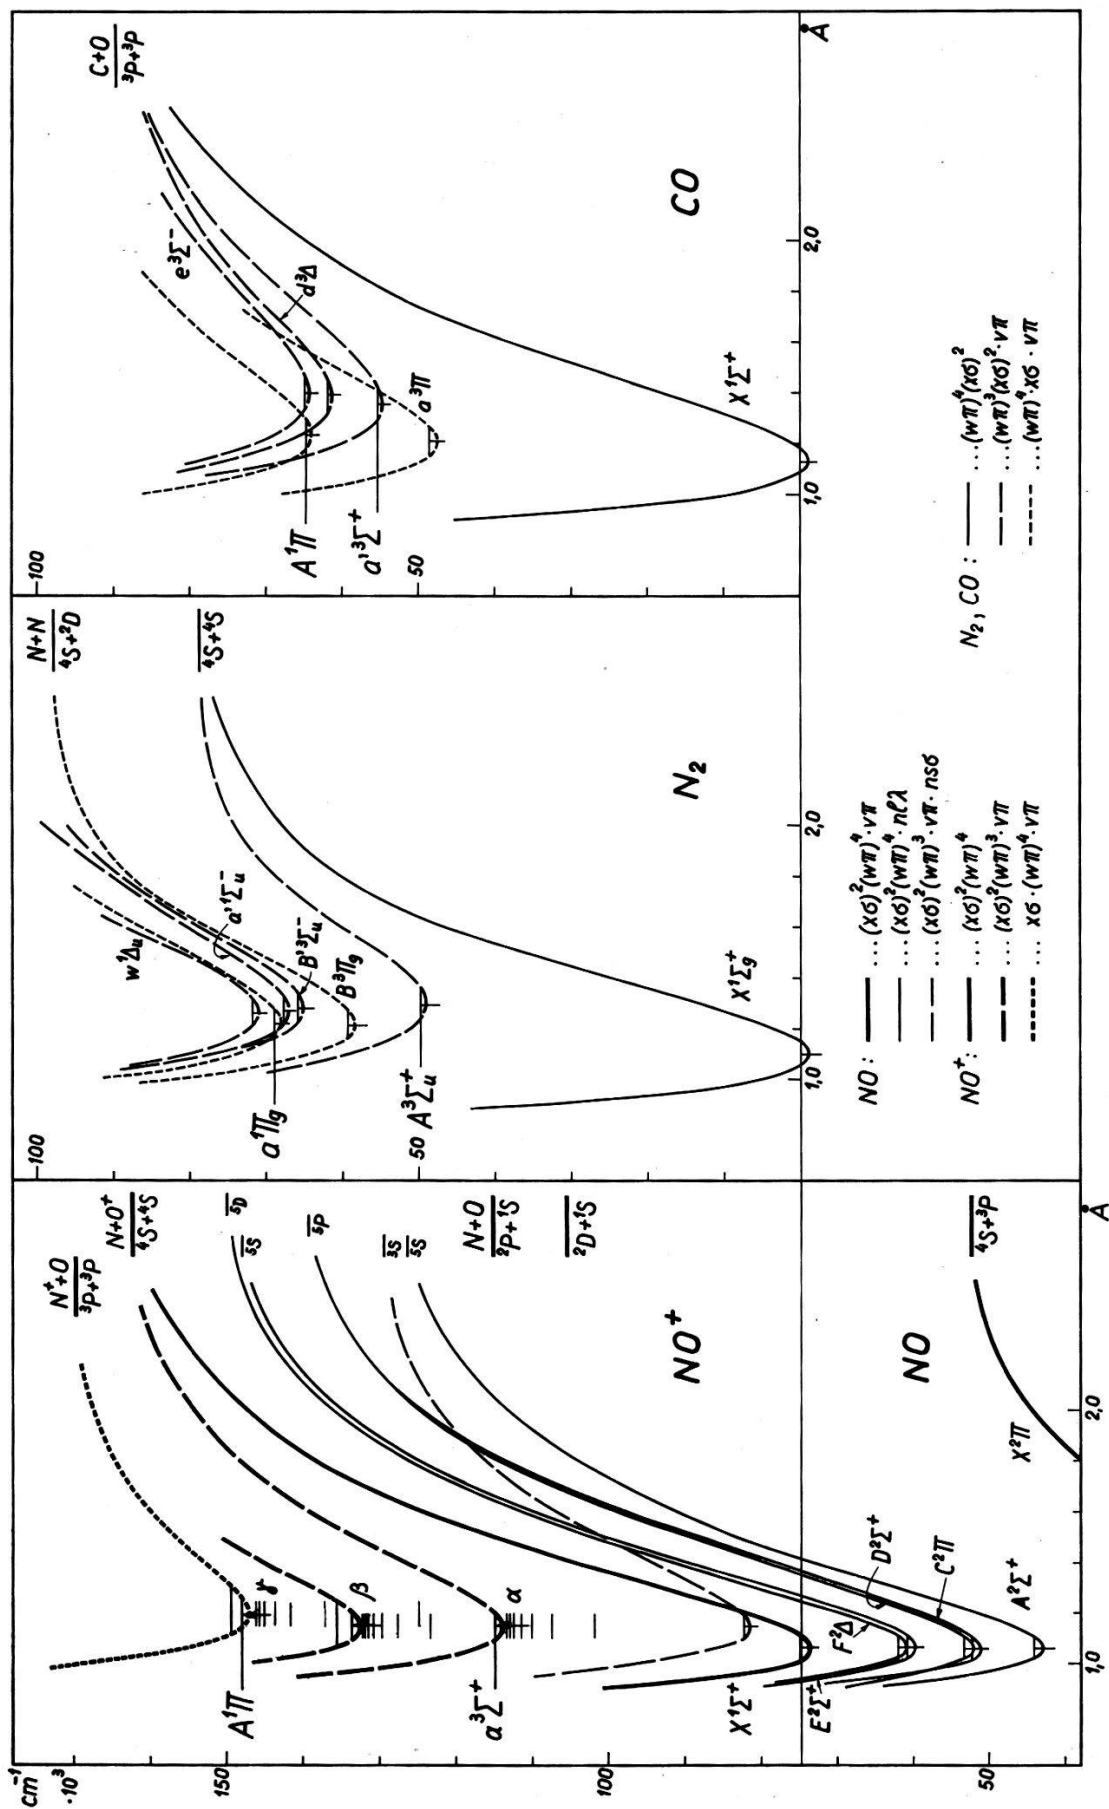 cm⁻¹
·10³
150
100
50
A¹Π
a³Σ⁺
X¹Σ⁺
E²Σ⁺
γ
β
α
N⁺+O
³P+³P
N+O⁺
⁴S+⁴S
⁵D
⁵S
⁵P
³S
⁵S
N+O
²P+¹S
²D+¹S
NO⁺
NO
⁴S+³P
X²Π
D²Σ⁺
C²Π
F²Δ
A²Σ⁺
1,0
2,0
Å
100
50
N+N
⁴S+²D
⁴S+⁴S
w¹Δᵤ
a'¹Σᵤ⁻
B'³Σᵤ⁻
B³Πg
a¹Πg
A³Σᵤ⁺
N₂
X¹Σg⁺
1,0
2,0
100
50
C+O
³P+³P
e³Σ⁻
d³Δ
A¹Π
a'³Σ⁺
a³Π
CO
X¹Σ⁺
1,0
2,0
Å
NO: ...(xσ)²(wπ)⁴·vπ
...(xσ)²(wπ)⁴·nℓλ
...(xσ)²(wπ)³·vπ·nsσ
NO⁺: ...(xσ)²(wπ)⁴
...(xσ)²(wπ)³·vπ
... xσ·(wπ)⁴·vπ
N₂, CO: ...(wπ)⁴(xσ)²
...(wπ)³(xσ)²·vπ
...(wπ)⁴·xσ·vπ